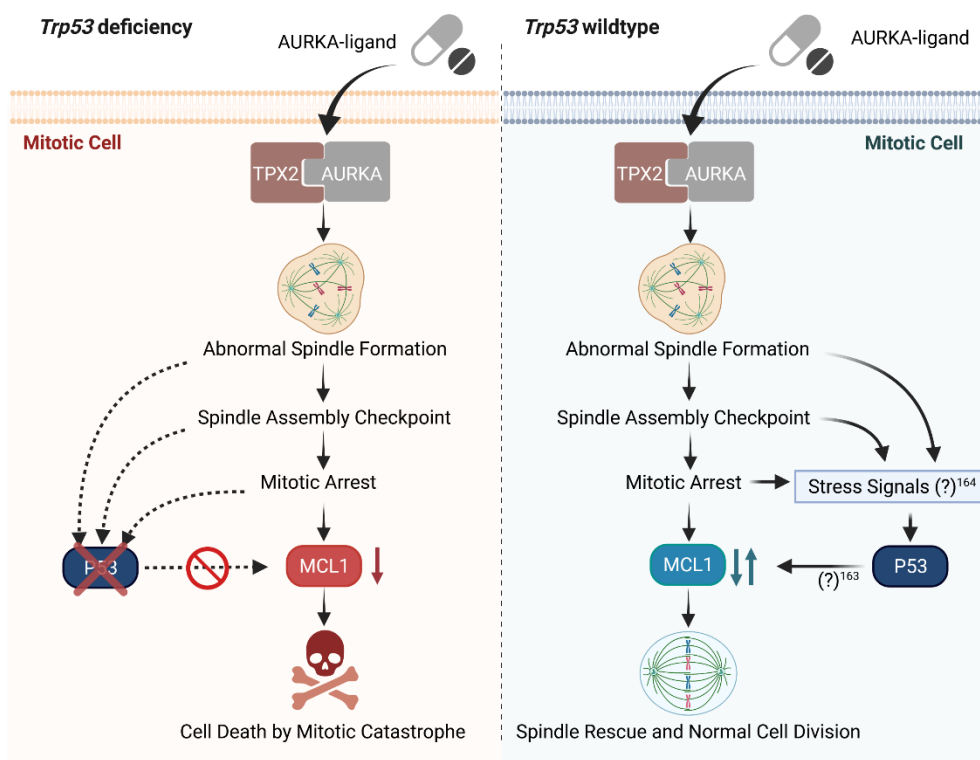 Trp53 deficiency
AURKA-ligand
Mitotic Cell
TPX2
AURKA
Abnormal Spindle Formation
Spindle Assembly Checkpoint
Mitotic Arrest
P53
MCL1
Cell Death by Mitotic Catastrophe
Trp53 wildtype
AURKA-ligand
Mitotic Cell
TPX2
AURKA
Abnormal Spindle Formation
Spindle Assembly Checkpoint
Mitotic Arrest
Stress Signals (?)164
MCL1
(?)163
P53
Spindle Rescue and Normal Cell Division